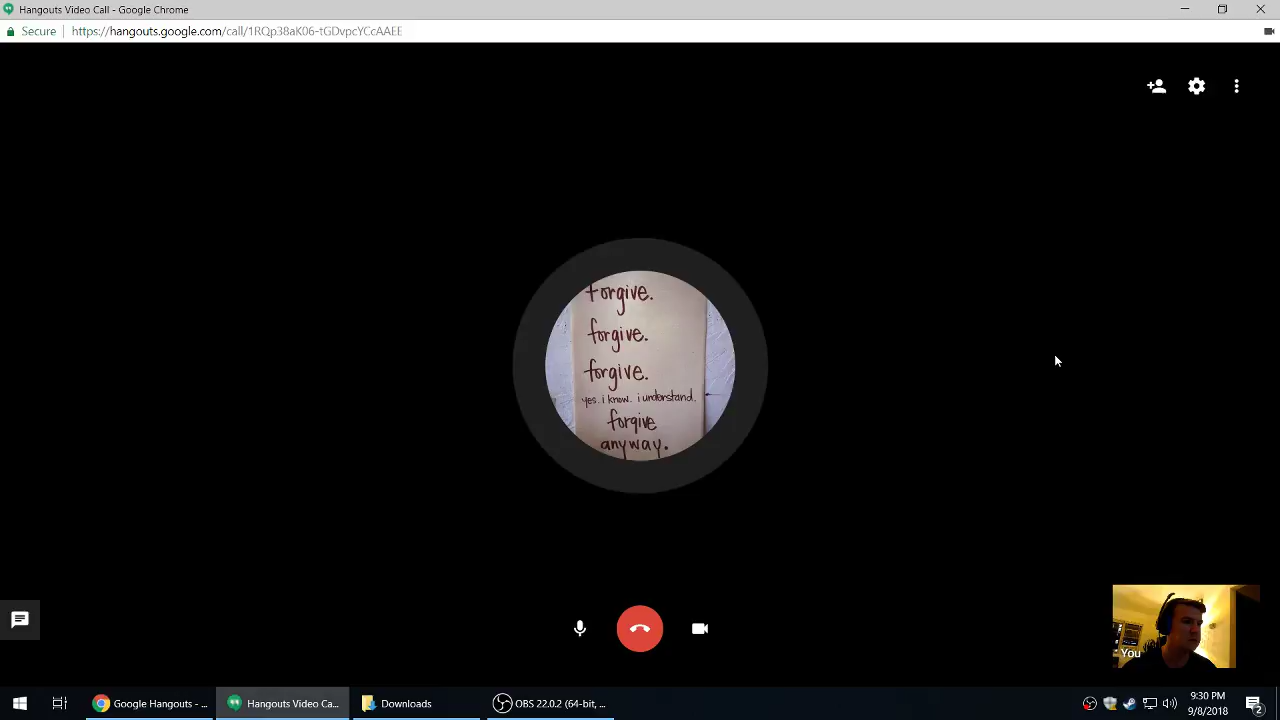 Hangouts Video Call - Google Chrome
Secure
https://hangouts.google.com/call/1RQp38aK06-tGDvpcYCcAAEE
forgive.
forgive.
forgive.
yes. i know. i understand.
forgive
anyway.
You
Google Hangouts - ...
Hangouts Video Ca...
Downloads
OBS 22.0.2 (64-bit, ...
9:30 PM
9/8/2018
2